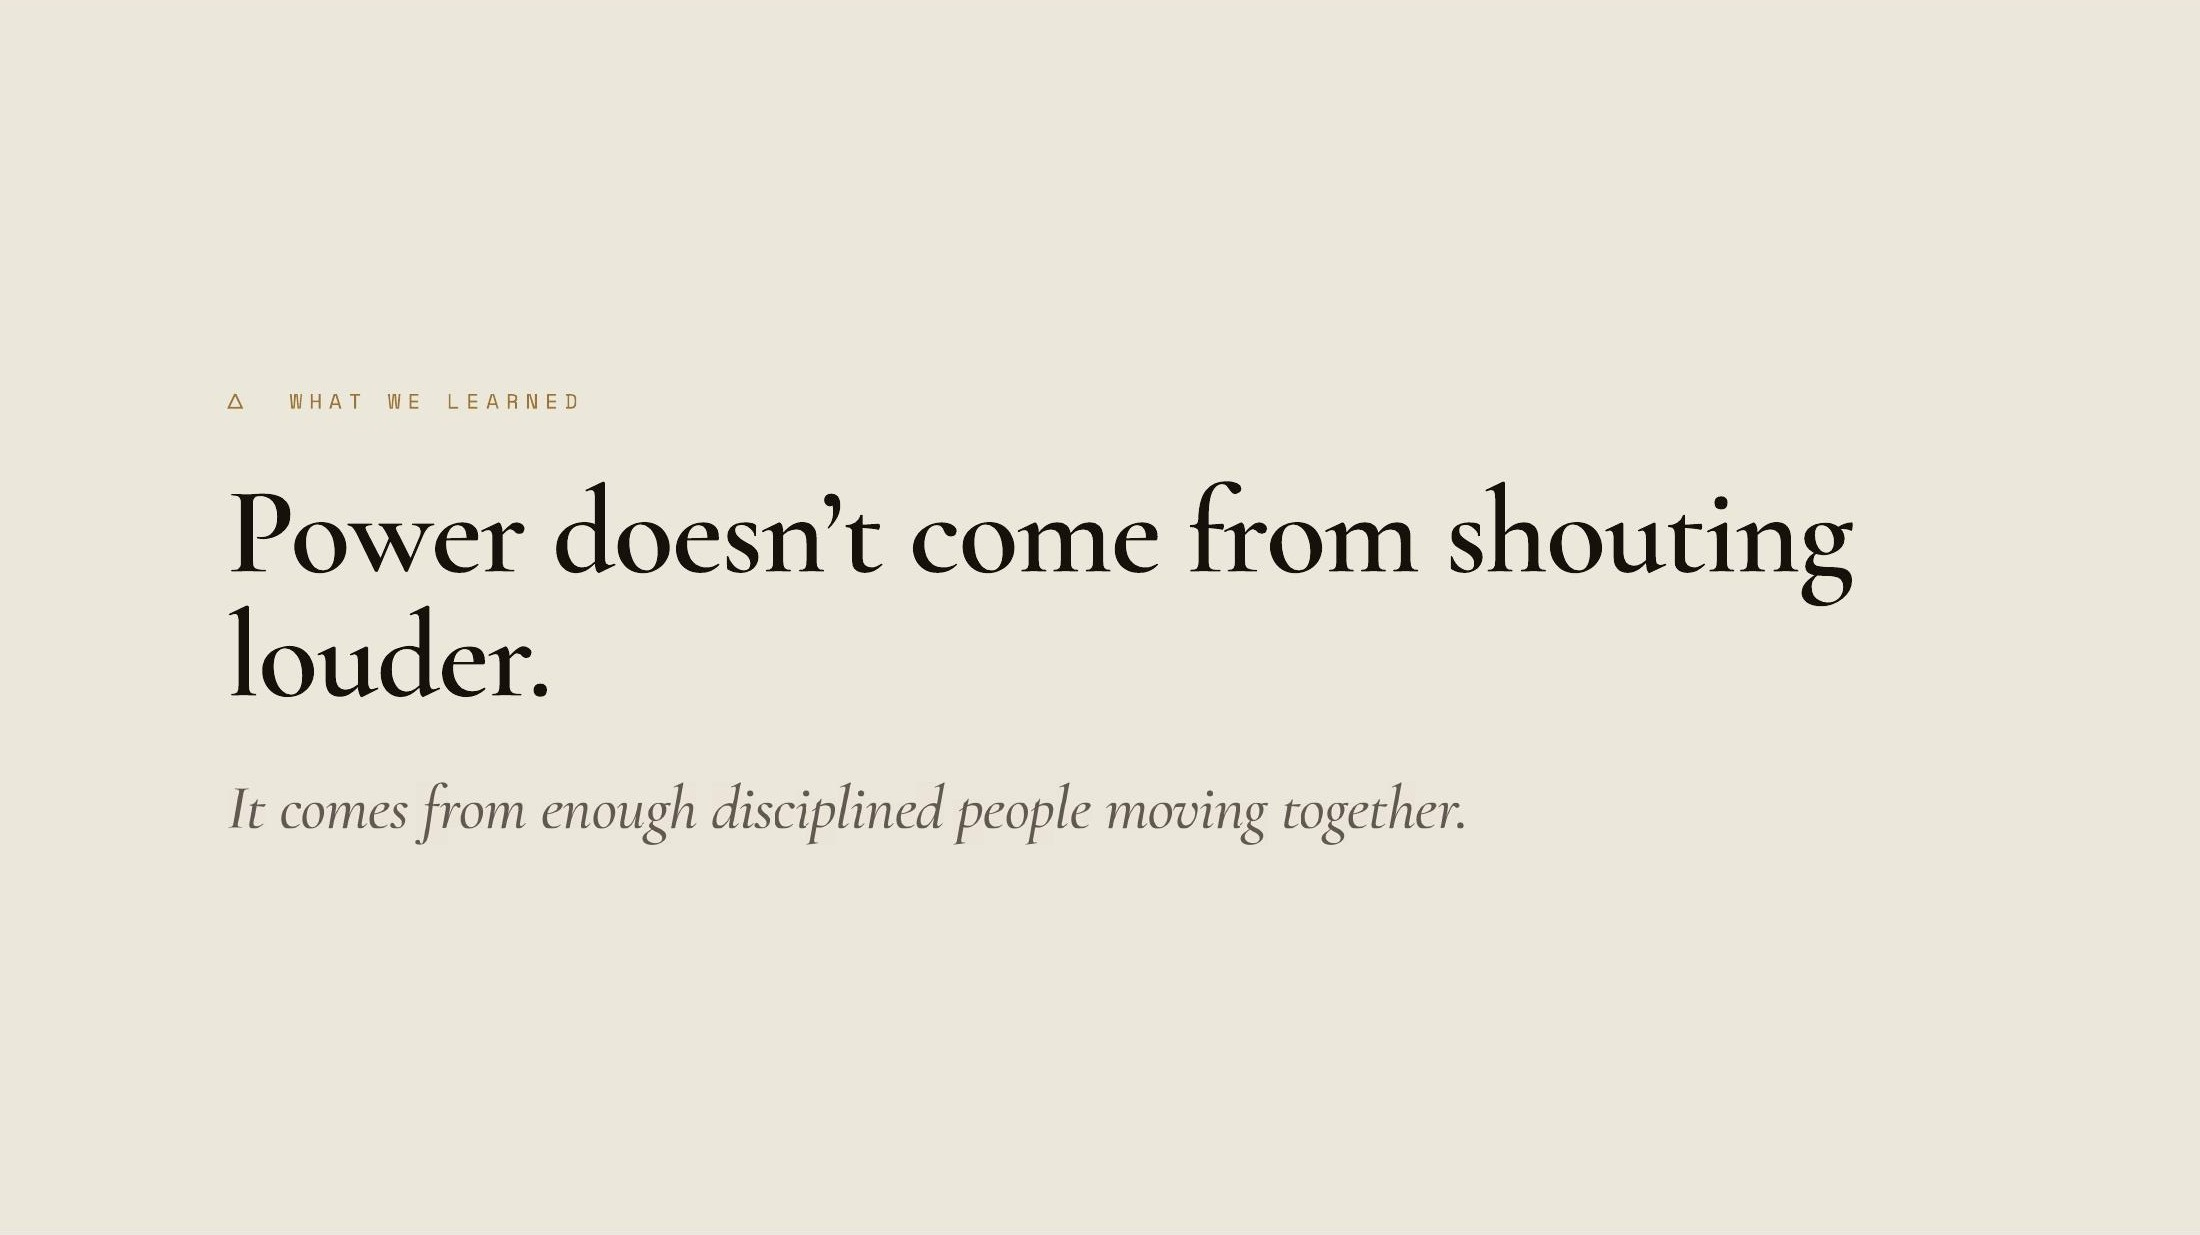 △ WHAT WE LEARNED
Power doesn’t come from shouting
louder.
It comes from enough disciplined people moving together.